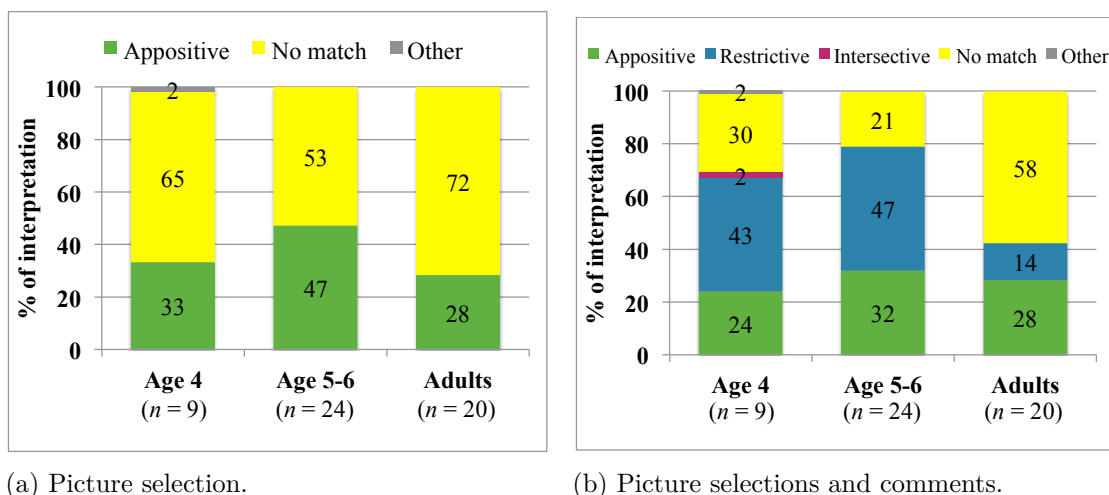 Appositive No match Other
100
80
60
40
20
0
% of interpretation
2
65
33
53
47
72
28
Age 4
(n = 9)
Age 5-6
(n = 24)
Adults
(n = 20)
(a) Picture selection.
Appositive Restrictive Intersective No match Other
100
80
60
40
20
0
% of interpretation
2
30
2
43
24
21
47
32
58
14
28
Age 4
(n = 9)
Age 5-6
(n = 24)
Adults
(n = 20)
(b) Picture selections and comments.